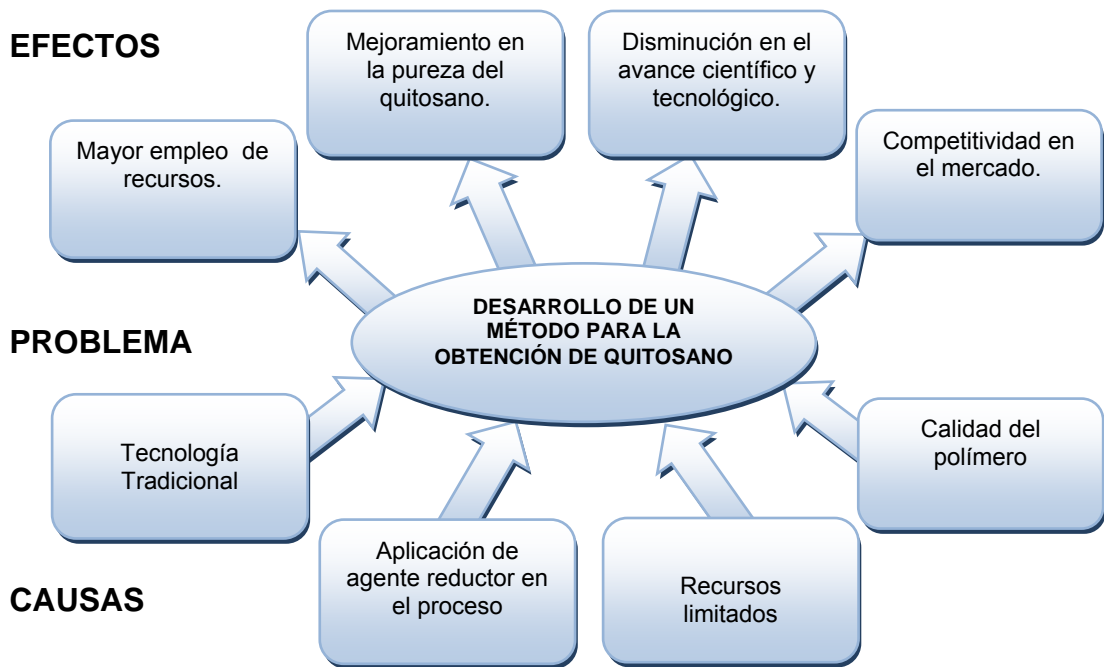 EFECTOS
Mejoramiento en
la pureza del
quitosano.
Disminución en el
avance científico y
tecnológico.
Mayor empleo de
recursos.
Competitividad en
el mercado.
DESARROLLO DE UN
MÉTODO PARA LA
OBTENCIÓN DE QUITOSANO
PROBLEMA
Tecnología
Tradicional
Calidad del
polímero
Aplicación de
agente reductor en
el proceso
Recursos
limitados
CAUSAS